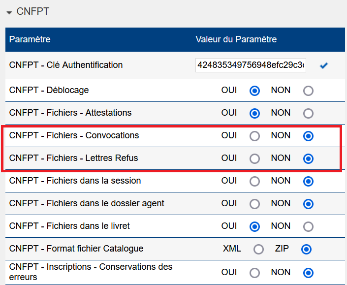 CNFPT
Paramètre Valeur du Paramètre
CNFPT - Clé Authentification 424835349756948efc29c3
CNFPT - Déblocage OUI NON
CNFPT - Fichiers - Attestations OUI NON
CNFPT - Fichiers - Convocations OUI NON
CNFPT - Fichiers - Lettres Refus OUI NON
CNFPT - Fichiers dans la session OUI NON
CNFPT - Fichiers dans le dossier agent OUI NON
CNFPT - Fichiers dans le livret OUI NON
CNFPT - Format fichier Catalogue XML ZIP
CNFPT - Inscriptions - Conservations des
erreurs OUI NON